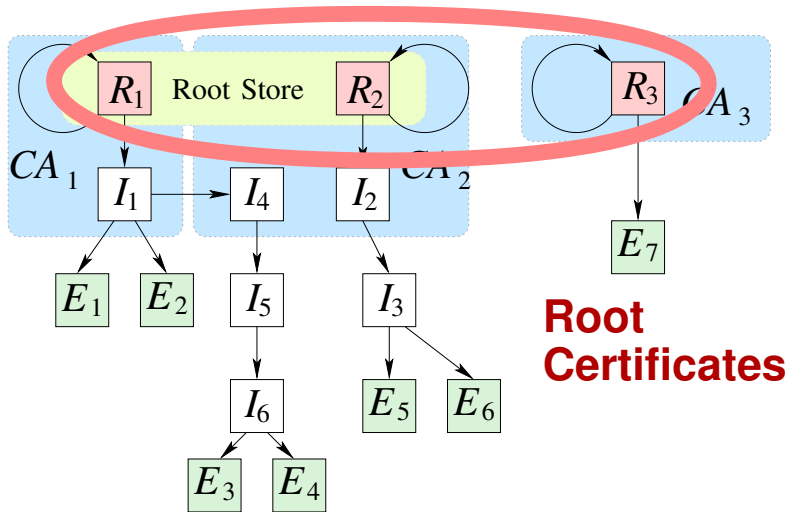 R1 Root Store R2 R3
CA 3
CA 1 CA 2
I1 I4 I2
E7
E1 E2 I5 I3
Root
Certificates
I6 E5 E6
E3 E4